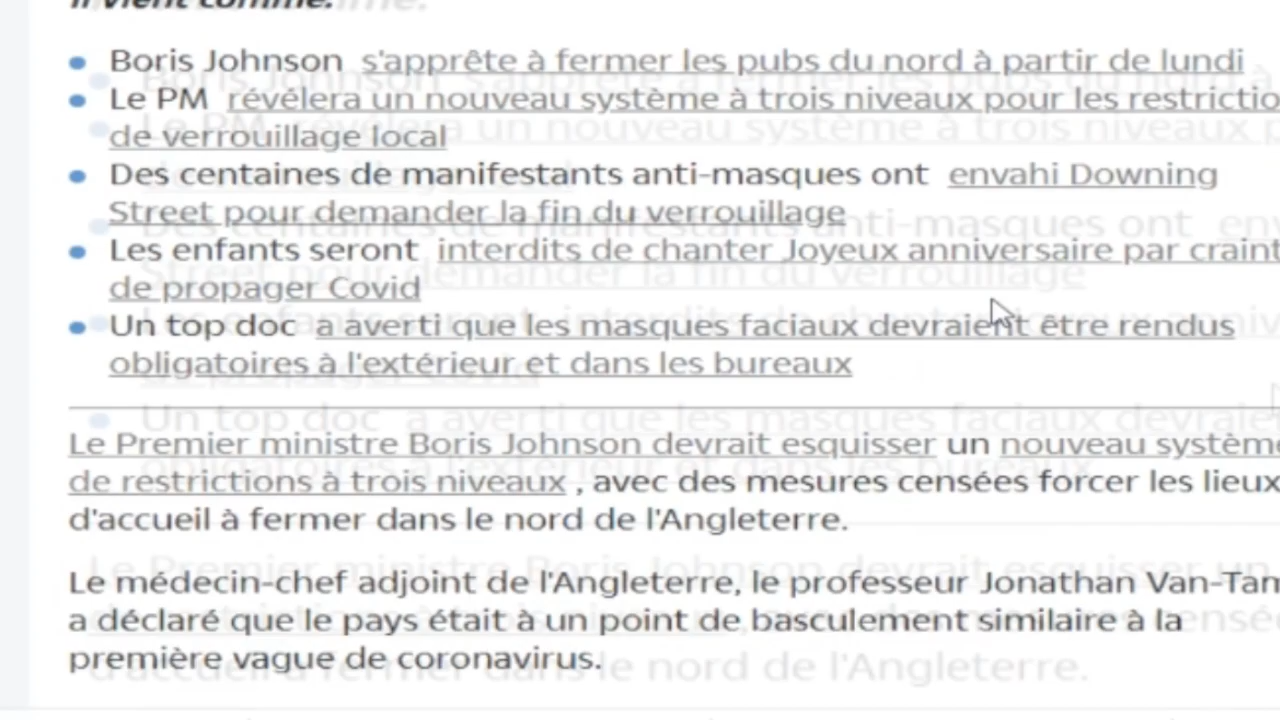 Il vient comme:
Boris Johnson s'apprête à fermer les pubs du nord à partir de lundi
Le PM révélera un nouveau système à trois niveaux pour les
de verrouillage local
Des centaines de manifestants anti-masques ont envahi Downing
Street pour demander la fin du verrouillage
Les enfants seront interdits de chanter Joyeux anniversaire par
de propager Covid
Un top doc a averti que les masques faciaux devraient être rendus
obligatoires à l'extérieur et dans les bureaux
Le Premier ministre Boris Johnson devrait esquisser un nouveau système
de restrictions à trois niveaux , avec des mesures censées forcer les lieux
d'accueil à fermer dans le nord de l'Angleterre.
Le médecin-chef adjoint de l'Angleterre, le professeur Jonathan
a déclaré que le pays était à un point de basculement similaire à la
première vague de coronavirus.